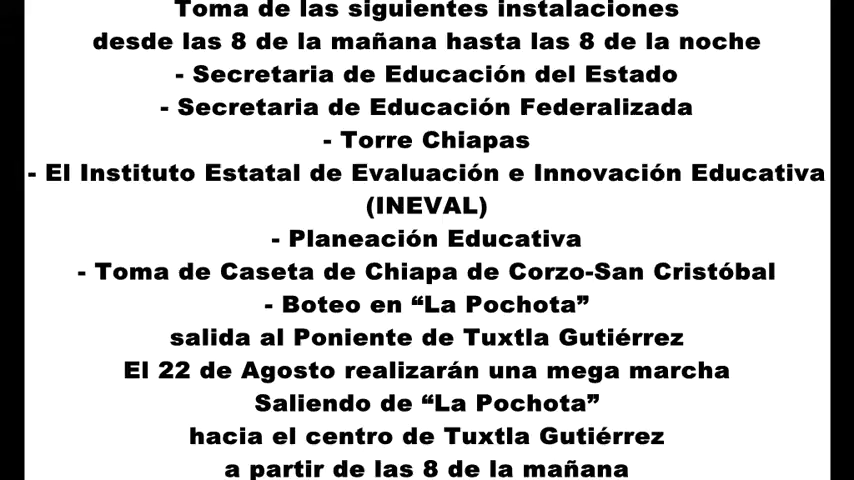 Toma de las siguientes instalaciones
desde las 8 de la mañana hasta las 8 de la noche
- Secretaria de Educación del Estado
- Secretaria de Educación Federalizada
- Torre Chiapas
- El Instituto Estatal de Evaluación e Innovación Educativa
(INEVAL)
- Planeación Educativa
- Toma de Caseta de Chiapa de Corzo-San Cristóbal
- Boteo en “La Pochota”
salida al Poniente de Tuxtla Gutiérrez
El 22 de Agosto realizarán una mega marcha
Saliendo de “La Pochota”
hacia el centro de Tuxtla Gutiérrez
a partir de las 8 de la mañana